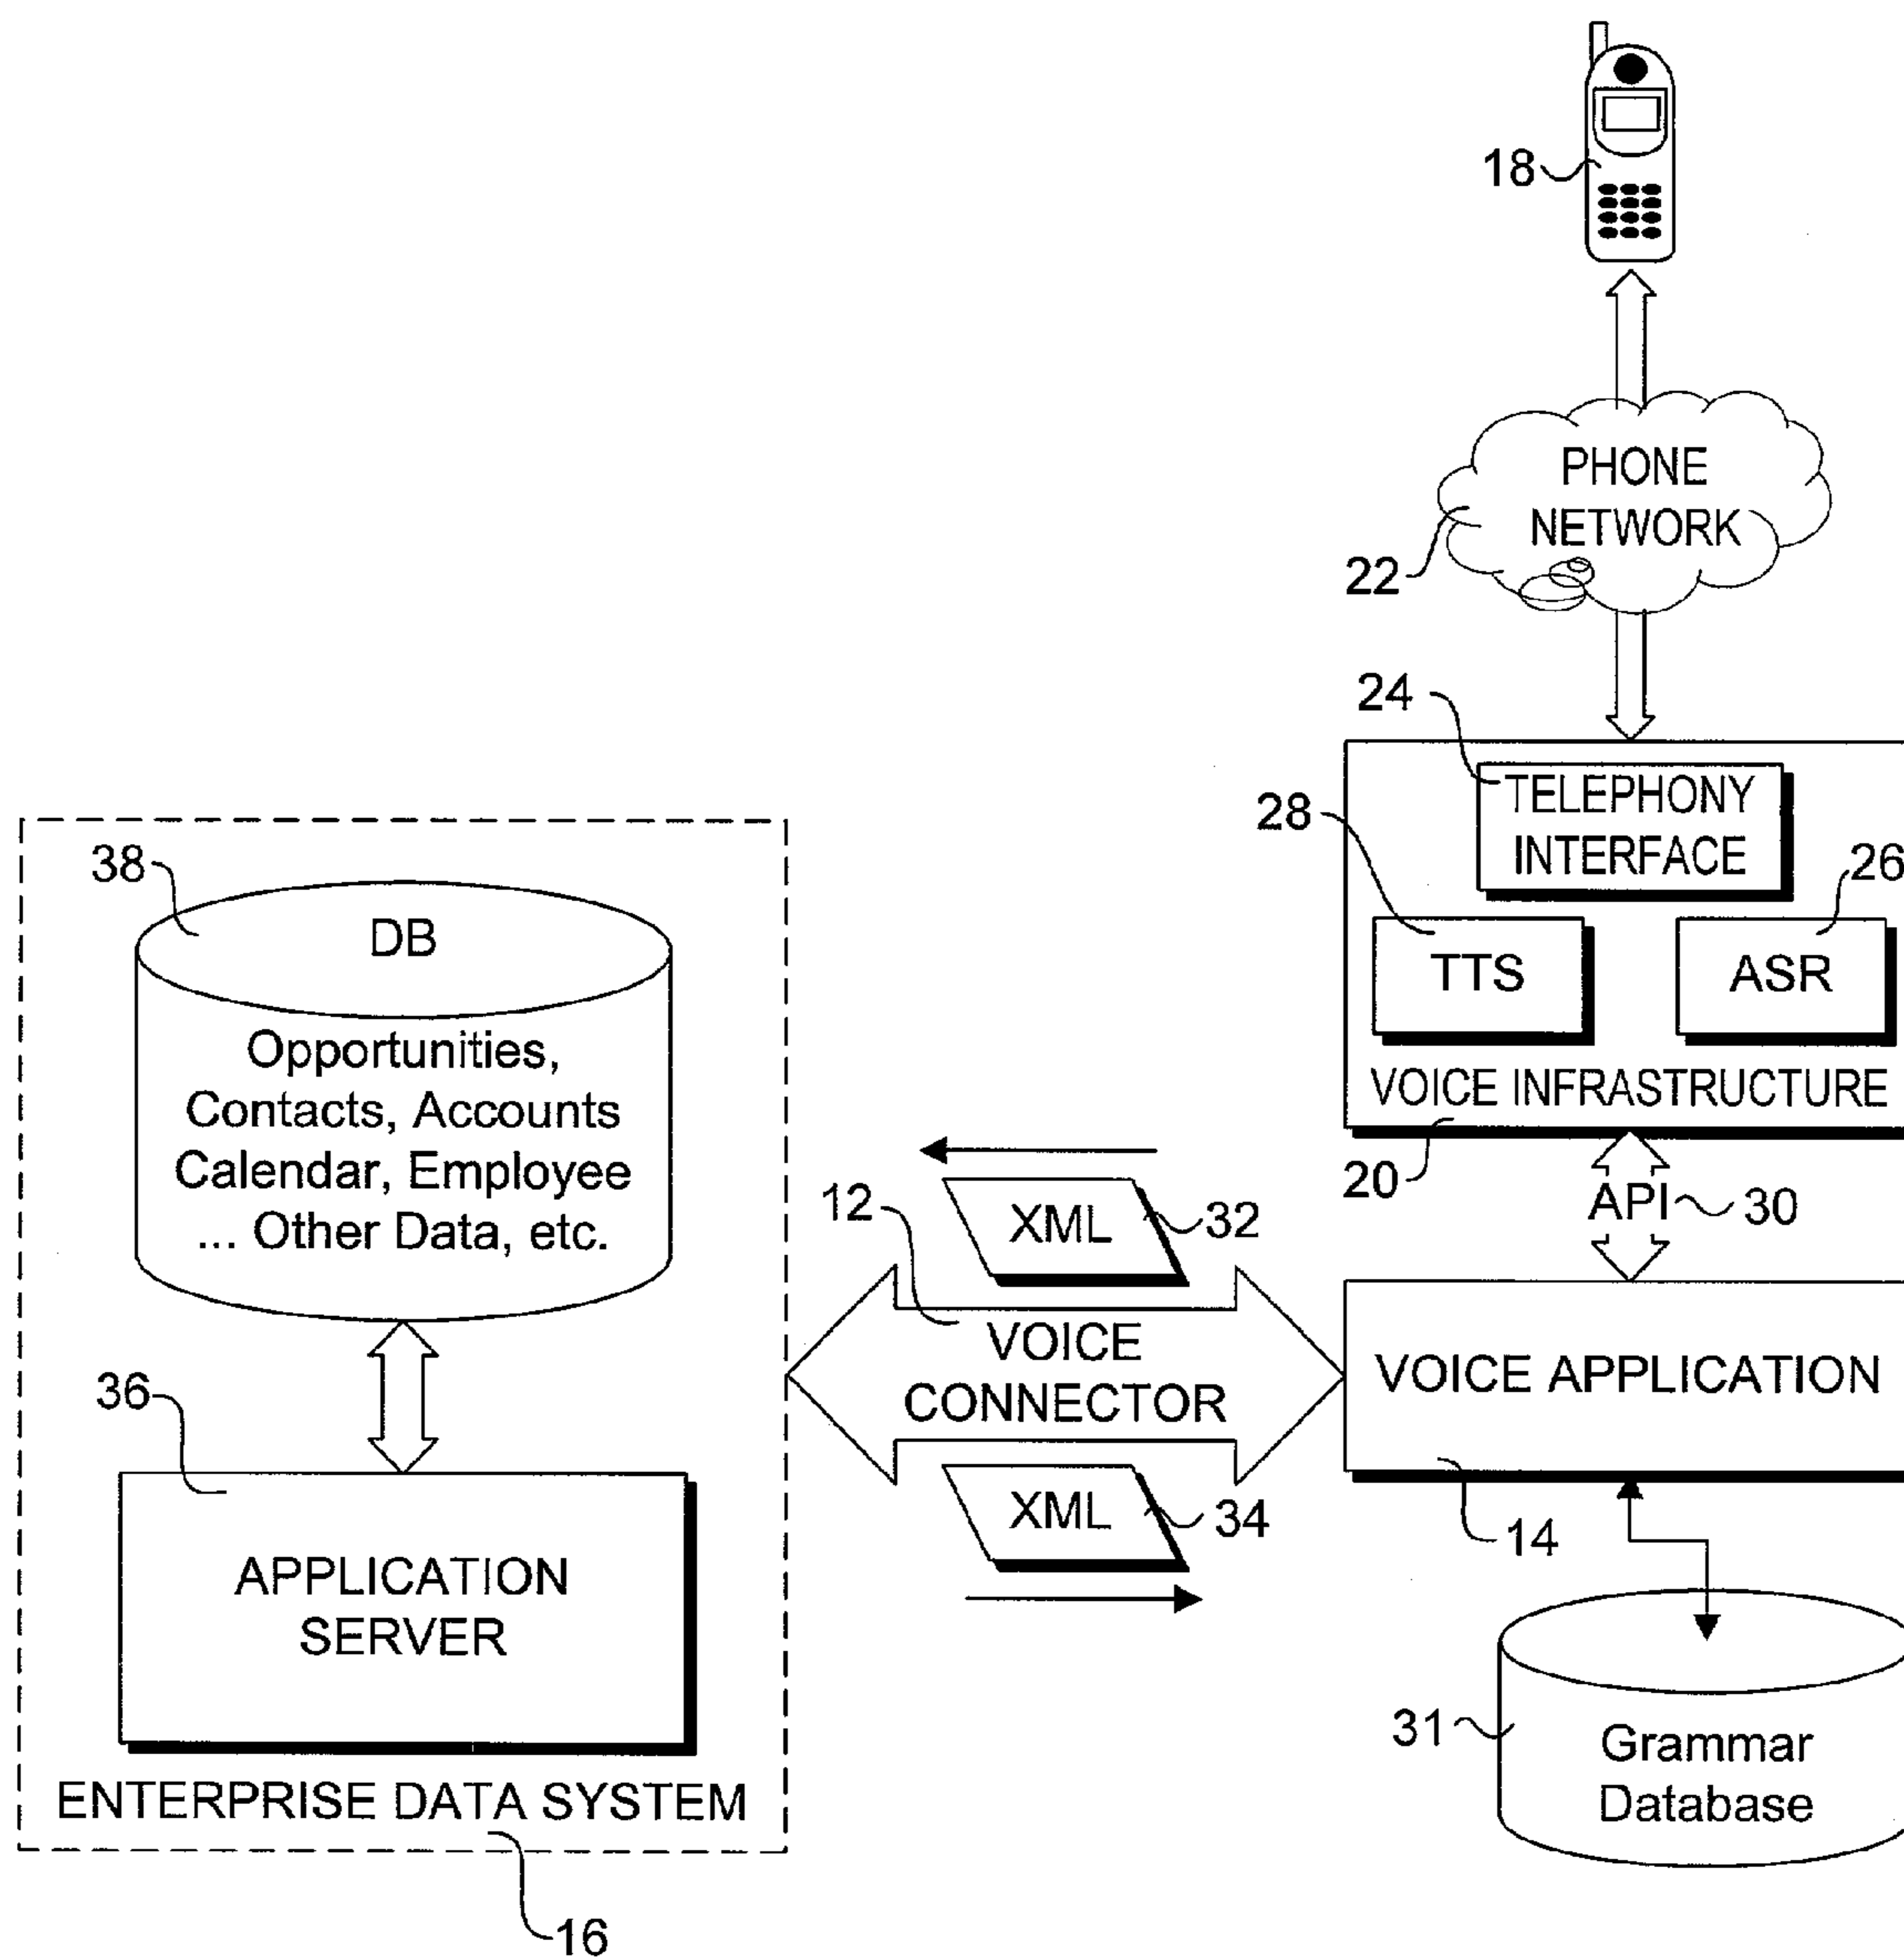 18
PHONE
NETWORK
22
24
TELEPHONY
INTERFACE
28
26
TTS
ASR
VOICE INFRASTRUCTURE
20
API
30
38
DB
Opportunities,
Contacts, Accounts
Calendar, Employee
... Other Data, etc.
36
APPLICATION
SERVER
ENTERPRISE DATA SYSTEM
16
XML
32
12
VOICE
CONNECTOR
XML
34
VOICE APPLICATION
14
31
Grammar
Database